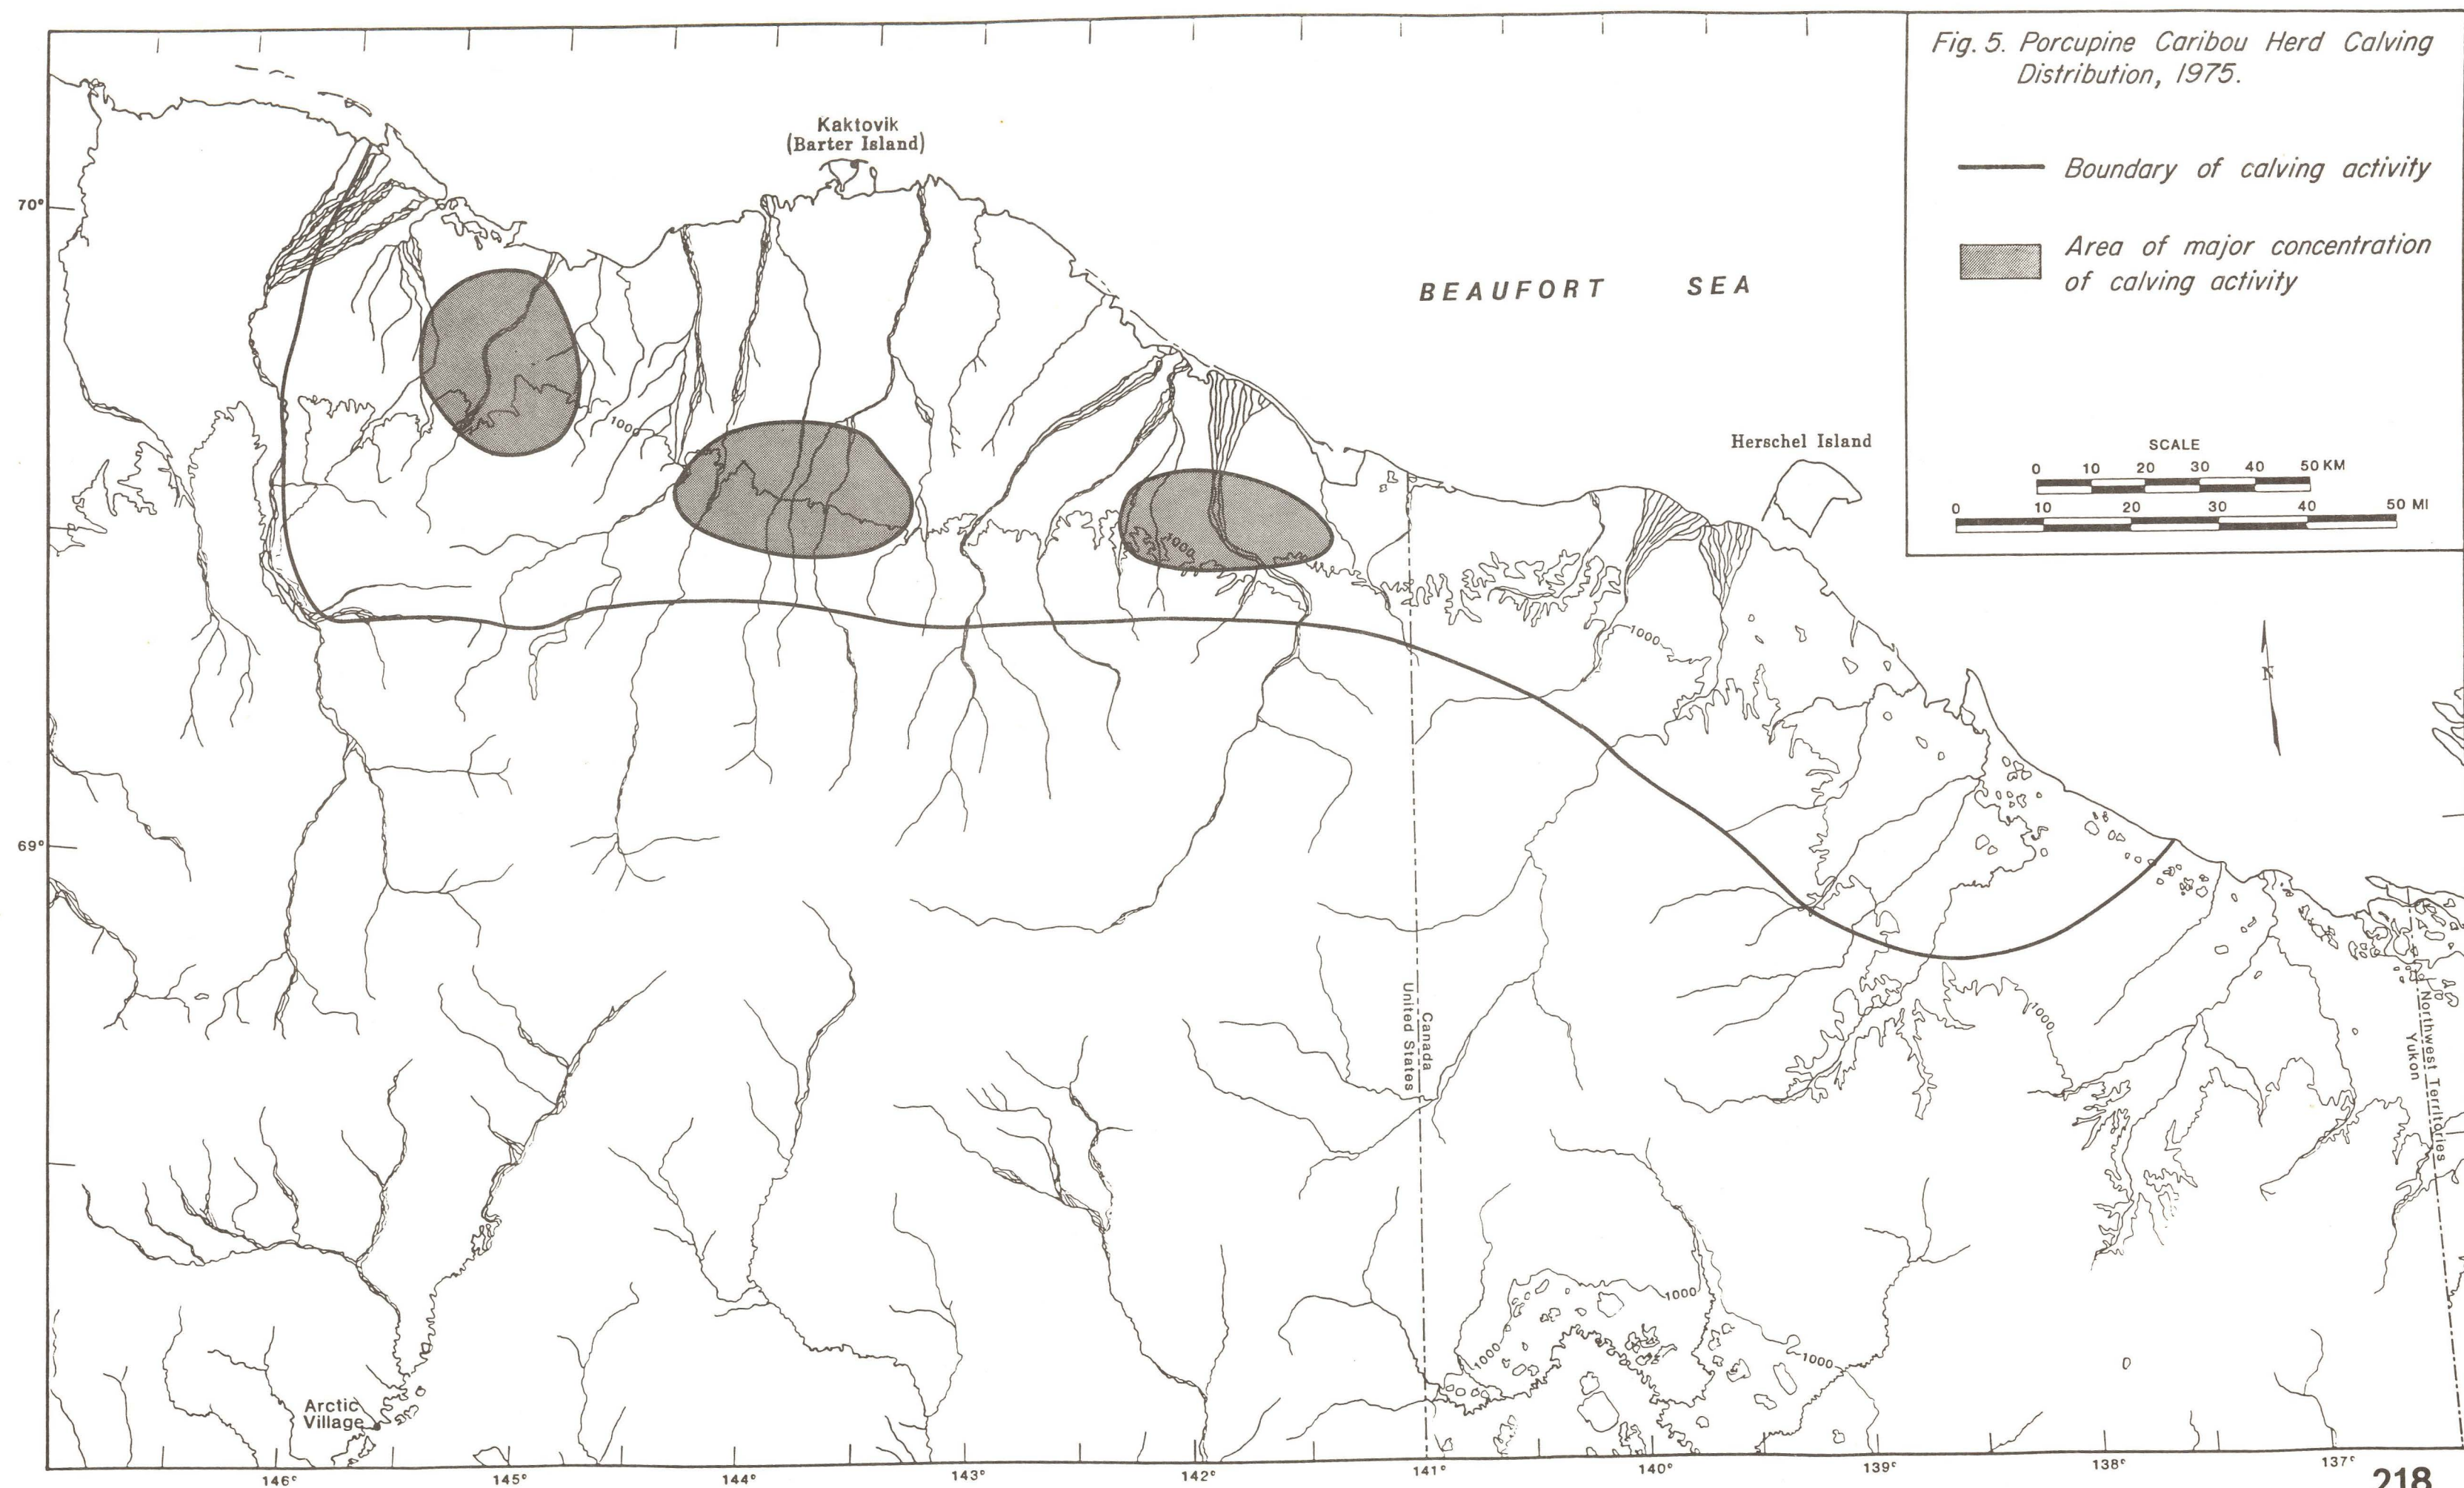 Fig. 5. Porcupine Caribou Herd Calving
Distribution, 1975.
Boundary of calving activity
Area of major concentration
of calving activity
SCALE
0 10 20 30 40 50 KM
0 10 20 30 40 50 MI
Kaktovik
(Barter Island)
70°
BEAUFORT SEA
Herschel Island
1000
1000
1000
N
69°
United States
Canada
1000
Northwest Territories
Yukon
1000
1000
1000
Arctic
Village
146° 145° 144° 143° 142° 141° 140° 139° 138° 137°
218